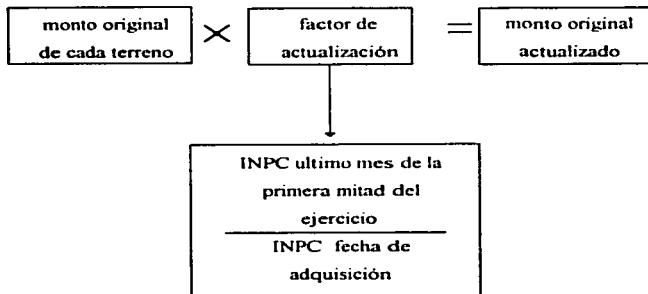 monto original
de cada terreno
×
factor de
actualización
=
monto original
actualizado
INPC ultimo mes de la
primera mitad del
ejercicio
INPC fecha de
adquisición